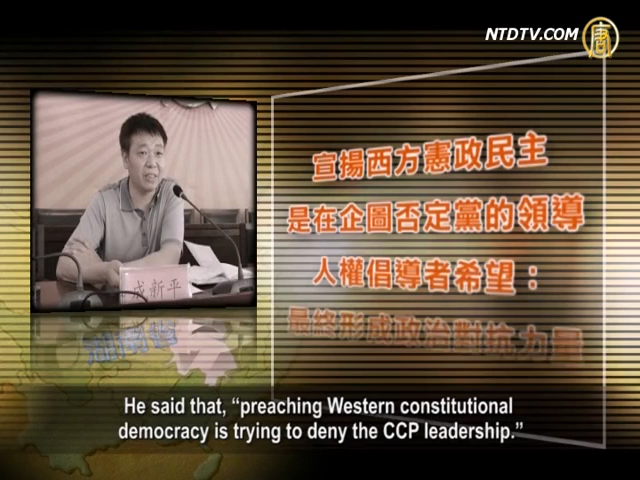 NTDTV.COM
唐
宣揚西方憲政民主
是在企圖否定黨的領導
人權倡導者希望：
最終形成政治對抗力量
成新平
He said that, “preaching Western constitutional
democracy is trying to deny the CCP leadership.”